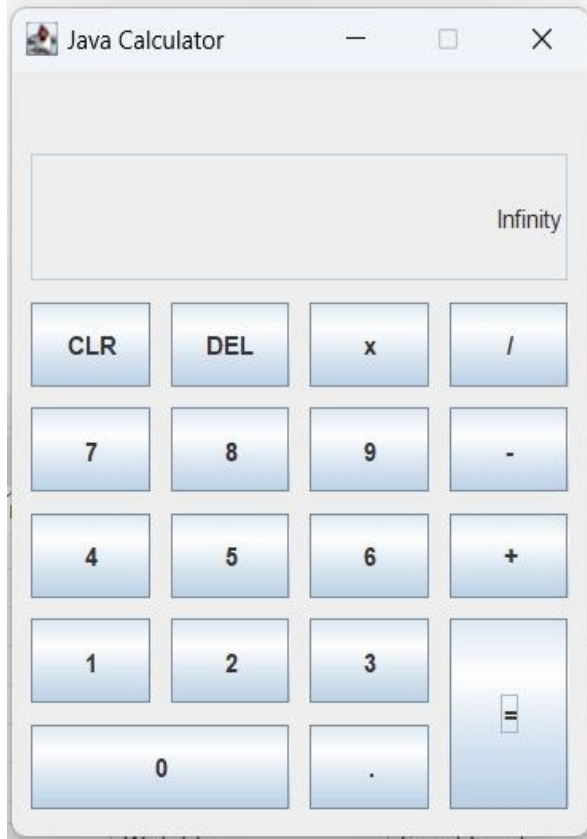 Java Calculator
Infinity
CLR DEL x /
7 8 9 -
4 5 6 +
1 2 3
=
0 .